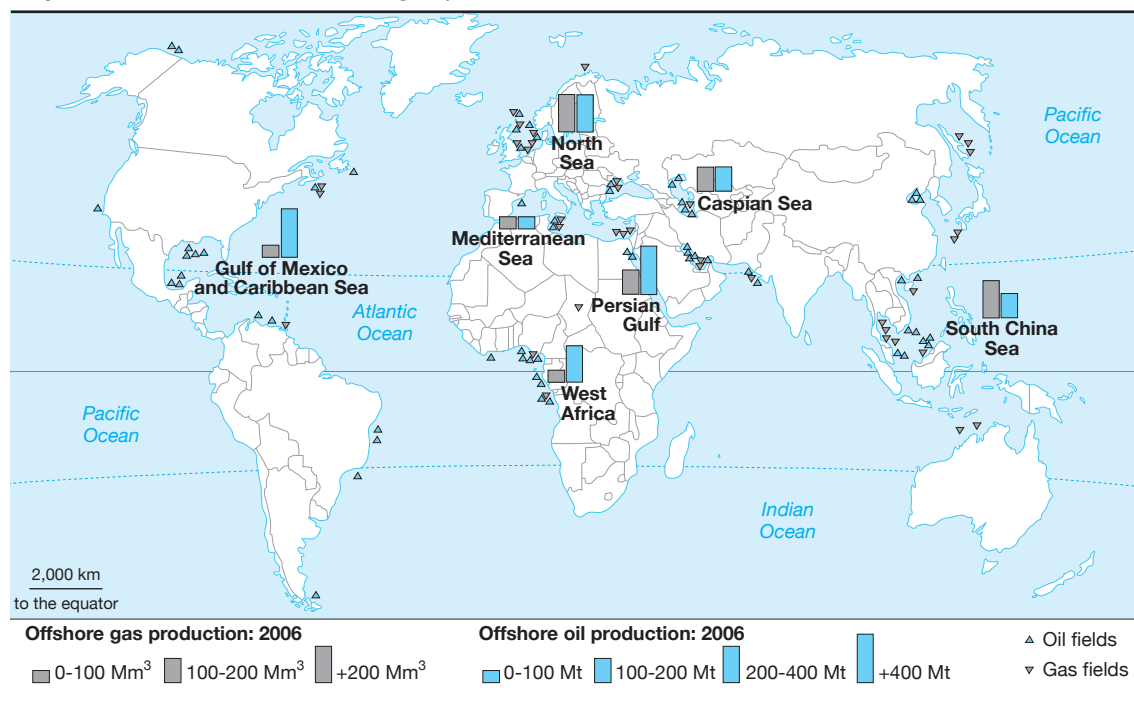 Pacific
Ocean
North
Sea
Caspian Sea
Mediterranean
Sea
Gulf of Mexico
and Caribbean Sea
Atlantic
Ocean
Persian
Gulf
South China
Sea
West
Africa
Pacific
Ocean
Indian
Ocean
2,000 km
to the equator
Offshore gas production: 2006
0-100 Mm³
100-200 Mm³
+200 Mm³
Offshore oil production: 2006
0-100 Mt
100-200 Mt
200-400 Mt
+400 Mt
Oil fields
Gas fields